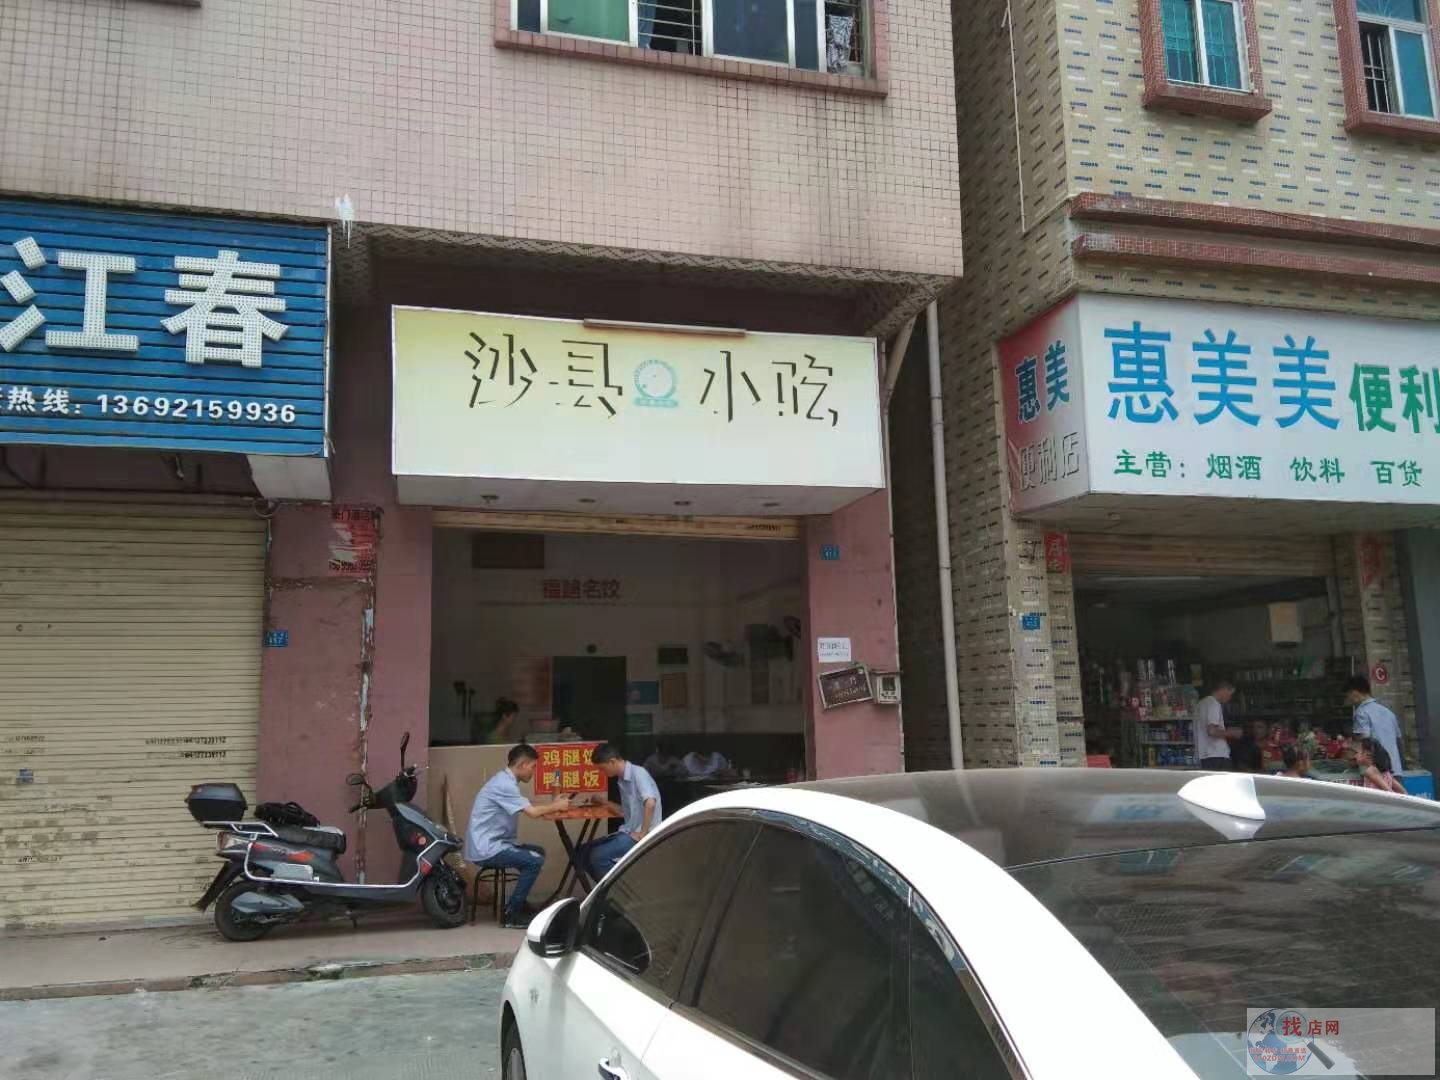 江春
热线：13692159936
沙县 小吃
惠美
便利店
惠美美便利
主营：烟酒 饮料 百货
福建名饺
鸡腿饭
鸭腿饭
C
找店网